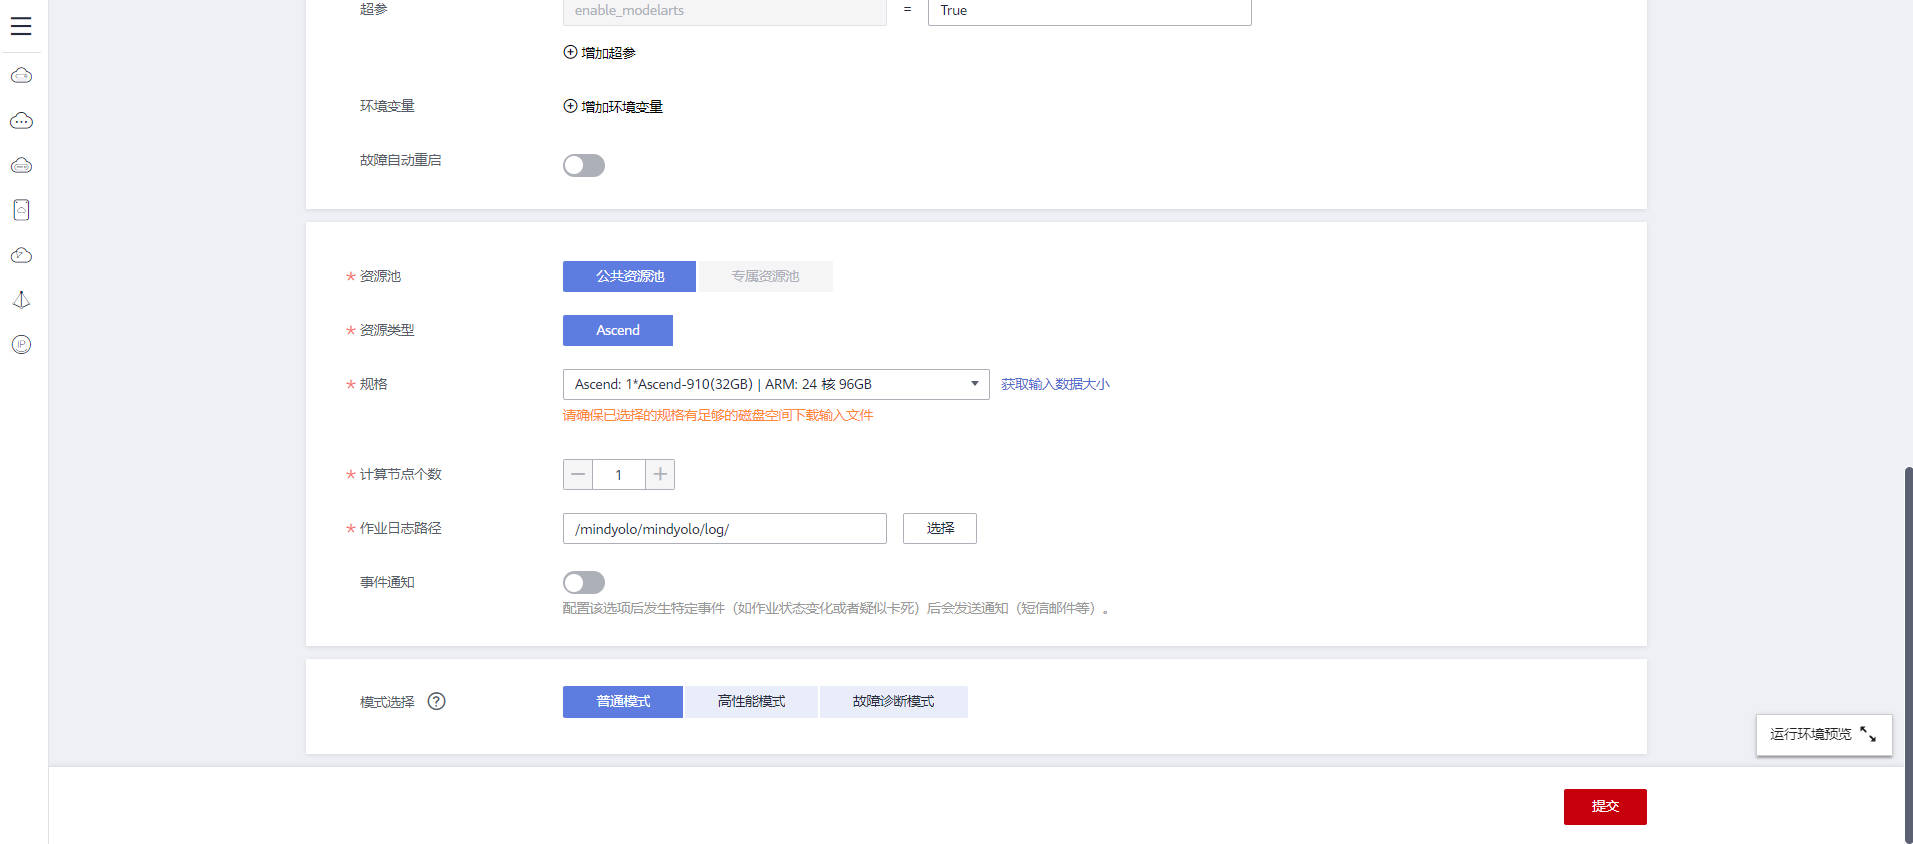 超参 enable_modelarts = True
增加超参
环境变量 增加环境变量
故障自动重启
* 资源池 公共资源池 专属资源池
* 资源类型 Ascend
* 规格 Ascend: 1*Ascend-910(32GB) | ARM: 24 核 96GB 获取输入数据大小
请确保已选择的规格有足够的磁盘空间下载输入文件
* 计算节点个数 1
* 作业日志路径 /mindyolo/mindyolo/log/ 选择
事件通知
配置该选项后发生特定事件（如作业状态变化或者疑似卡死）后会发送通知（短信邮件等）。
模式选择 ? 普通模式 高性能模式 故障诊断模式
运行环境预览
提交
IP